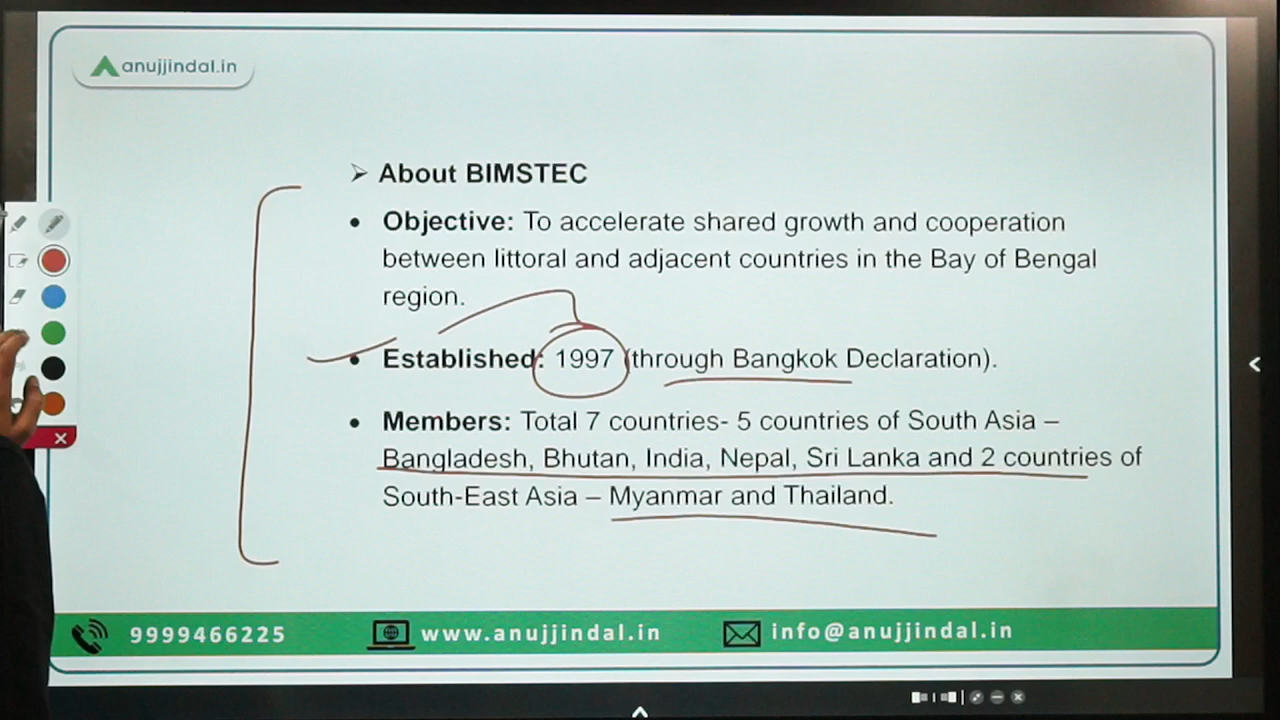 anujjindal.in
➢ About BIMSTEC
• Objective: To accelerate shared growth and cooperation
between littoral and adjacent countries in the Bay of Bengal
region.
• Established: 1997 (through Bangkok Declaration).
• Members: Total 7 countries- 5 countries of South Asia –
Bangladesh, Bhutan, India, Nepal, Sri Lanka and 2 countries of
South-East Asia – Myanmar and Thailand.
9999466225 www.anujjindal.in info@anujjindal.in